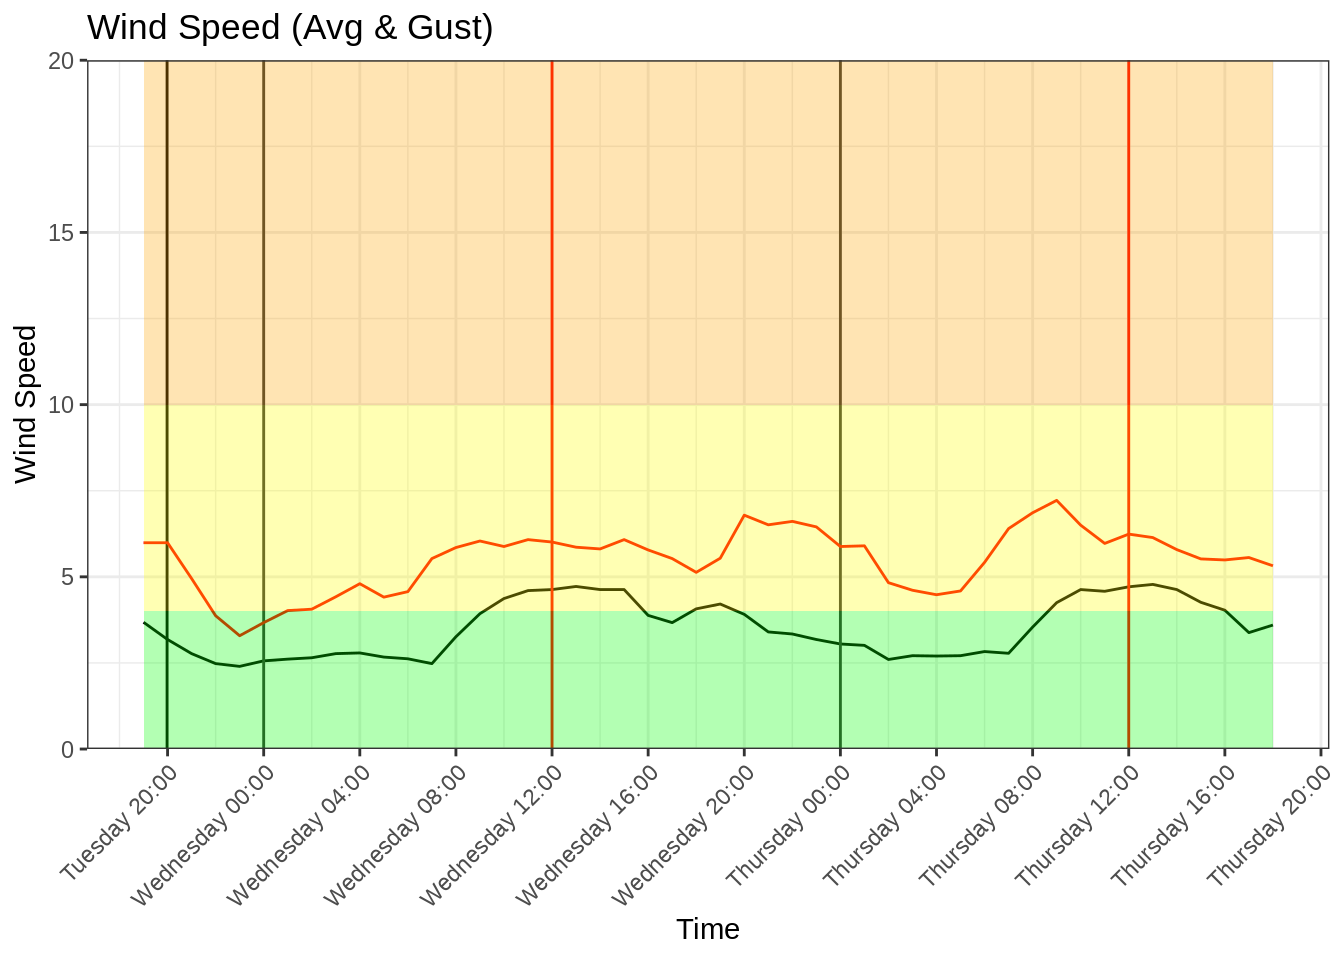 Wind Speed (Avg & Gust)
20
15
10
5
0
Wind Speed
Tuesday 20:00
Wednesday 00:00
Wednesday 04:00
Wednesday 08:00
Wednesday 12:00
Wednesday 16:00
Wednesday 20:00
Thursday 00:00
Thursday 04:00
Thursday 08:00
Thursday 12:00
Thursday 16:00
Thursday 20:00
Time